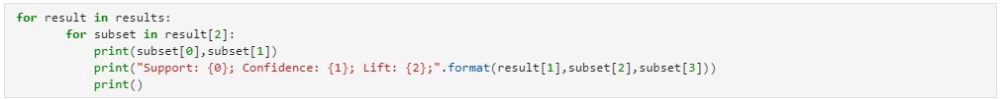 for result in results:
       for subset in result[2]:
           print(subset[0],subset[1])
           print("Support: {0}; Confidence: {1}; Lift: {2};".format(result[1],subset[2],subset[3]))
           print()